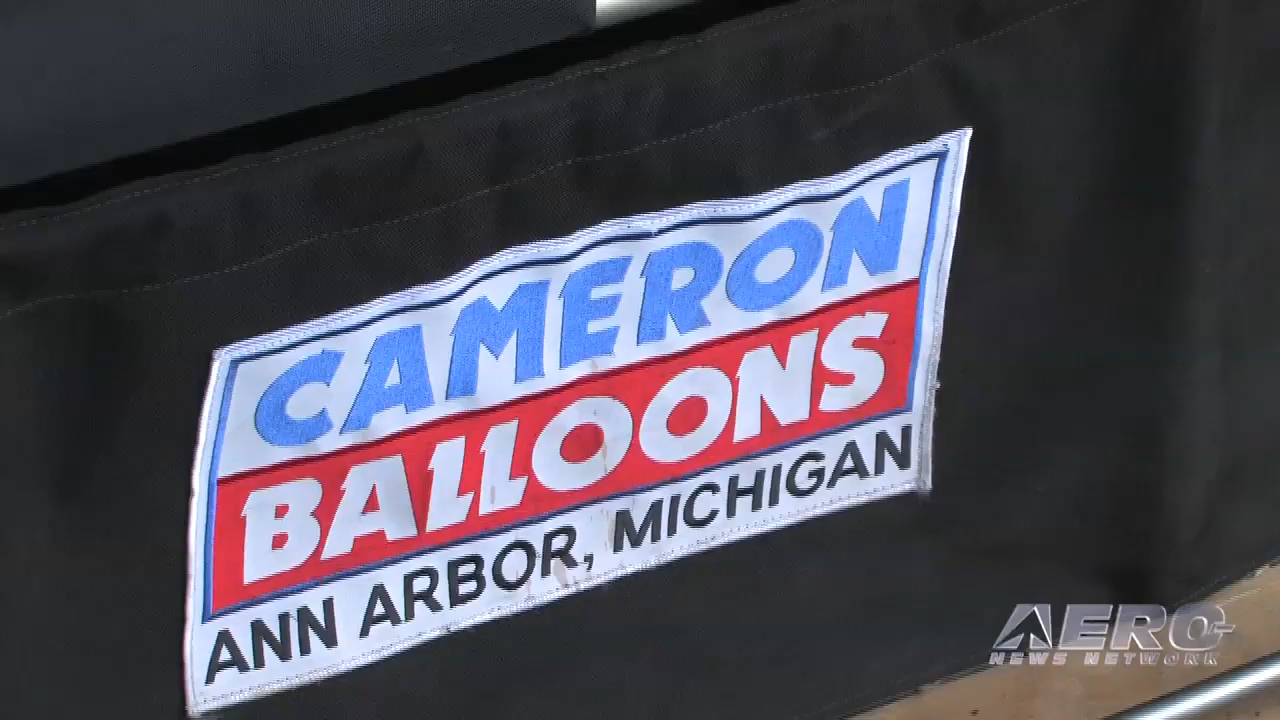 CAMERON
BALLOONS
ANN ARBOR, MICHIGAN
AERO
NEWS NETWORK